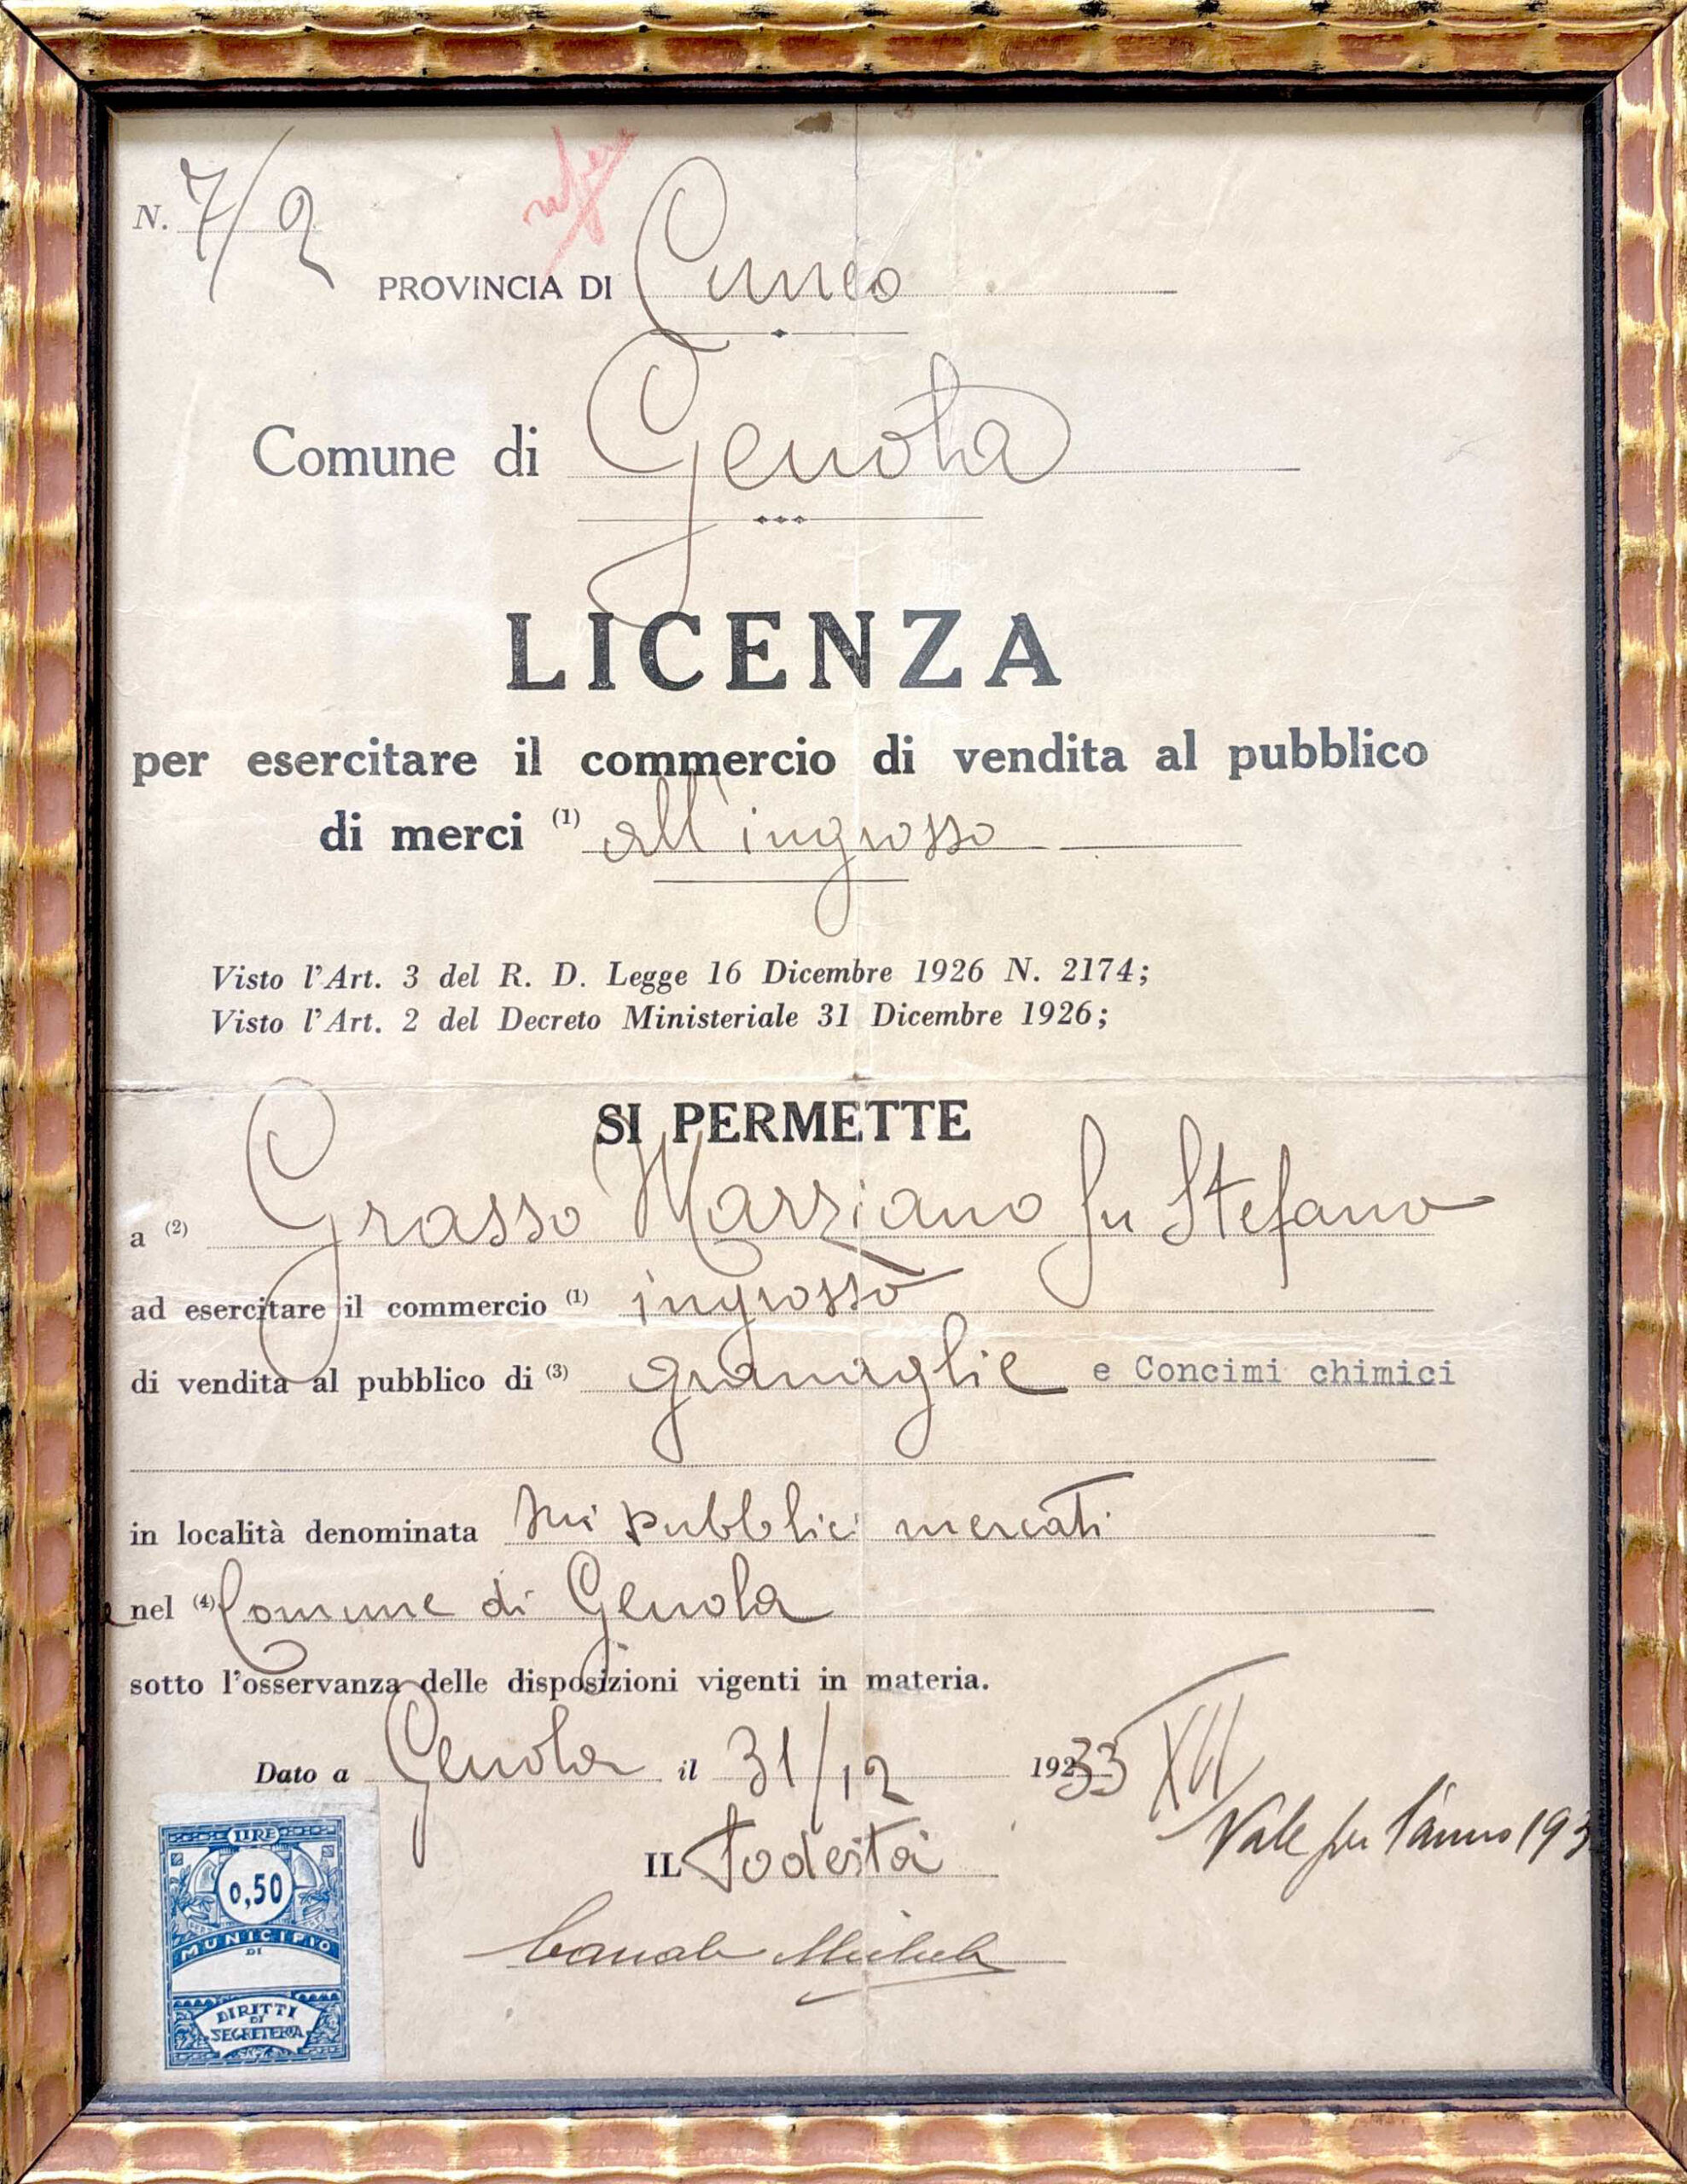 N. 7/2
PROVINCIA DI Cuneo
Comune di Genola
LICENZA
per esercitare il commercio di vendita al pubblico
di merci (1) all'ingrosso
Visto l'Art. 3 del R. D. Legge 16 Dicembre 1926 N. 2174;
Visto l'Art. 2 del Decreto Ministeriale 31 Dicembre 1926;
SI PERMETTE
a (2) Grasso Marziano fu Stefano
ad esercitare il commercio (1) ingrosso
di vendita al pubblico di (3) granaglie e Concimi chimici
in località denominata sui pubblici mercati
e nel (4) Comune di Genola
sotto l'osservanza delle disposizioni vigenti in materia.
Dato a Genola il 31/12 1933 XII
Vale per l'anno 193
IL Podestà
Michele
LIRE
0,50
MUNICIPIO
DI
DIRITTI
DI
SEGRETERIA